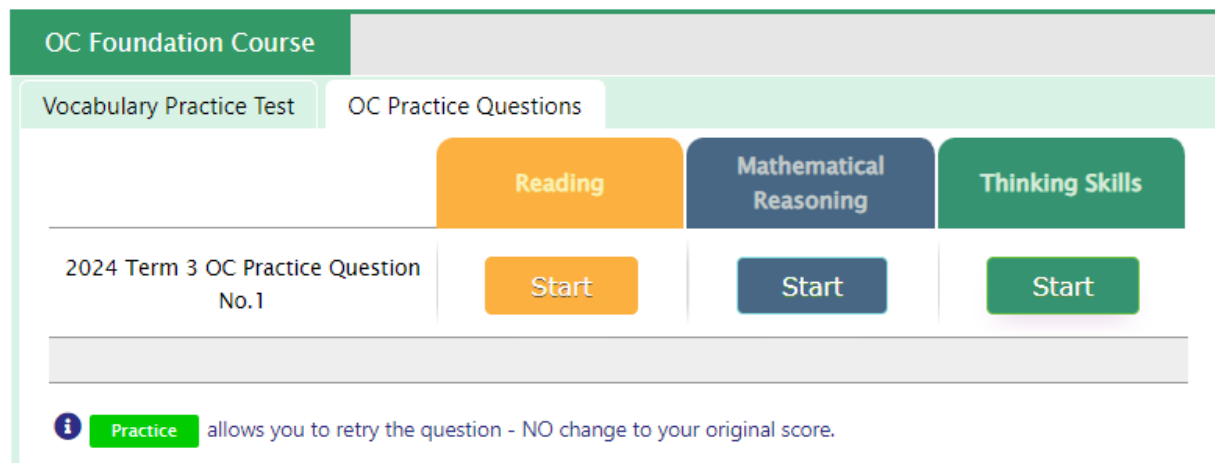 OC Foundation Course
Vocabulary Practice Test OC Practice Questions
Reading Mathematical Reasoning Thinking Skills
2024 Term 3 OC Practice Question
No.1
Start Start Start
Practice allows you to retry the question - NO change to your original score.